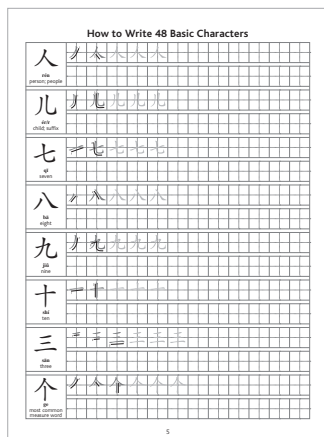 How to Write 48 Basic Characters
人
rén
person; people
儿
ér/r
child; suffix
七
qī
seven
八
bā
eight
九
jiǔ
nine
十
shí
ten
三
sān
three
个
ge
most common
measure word
5